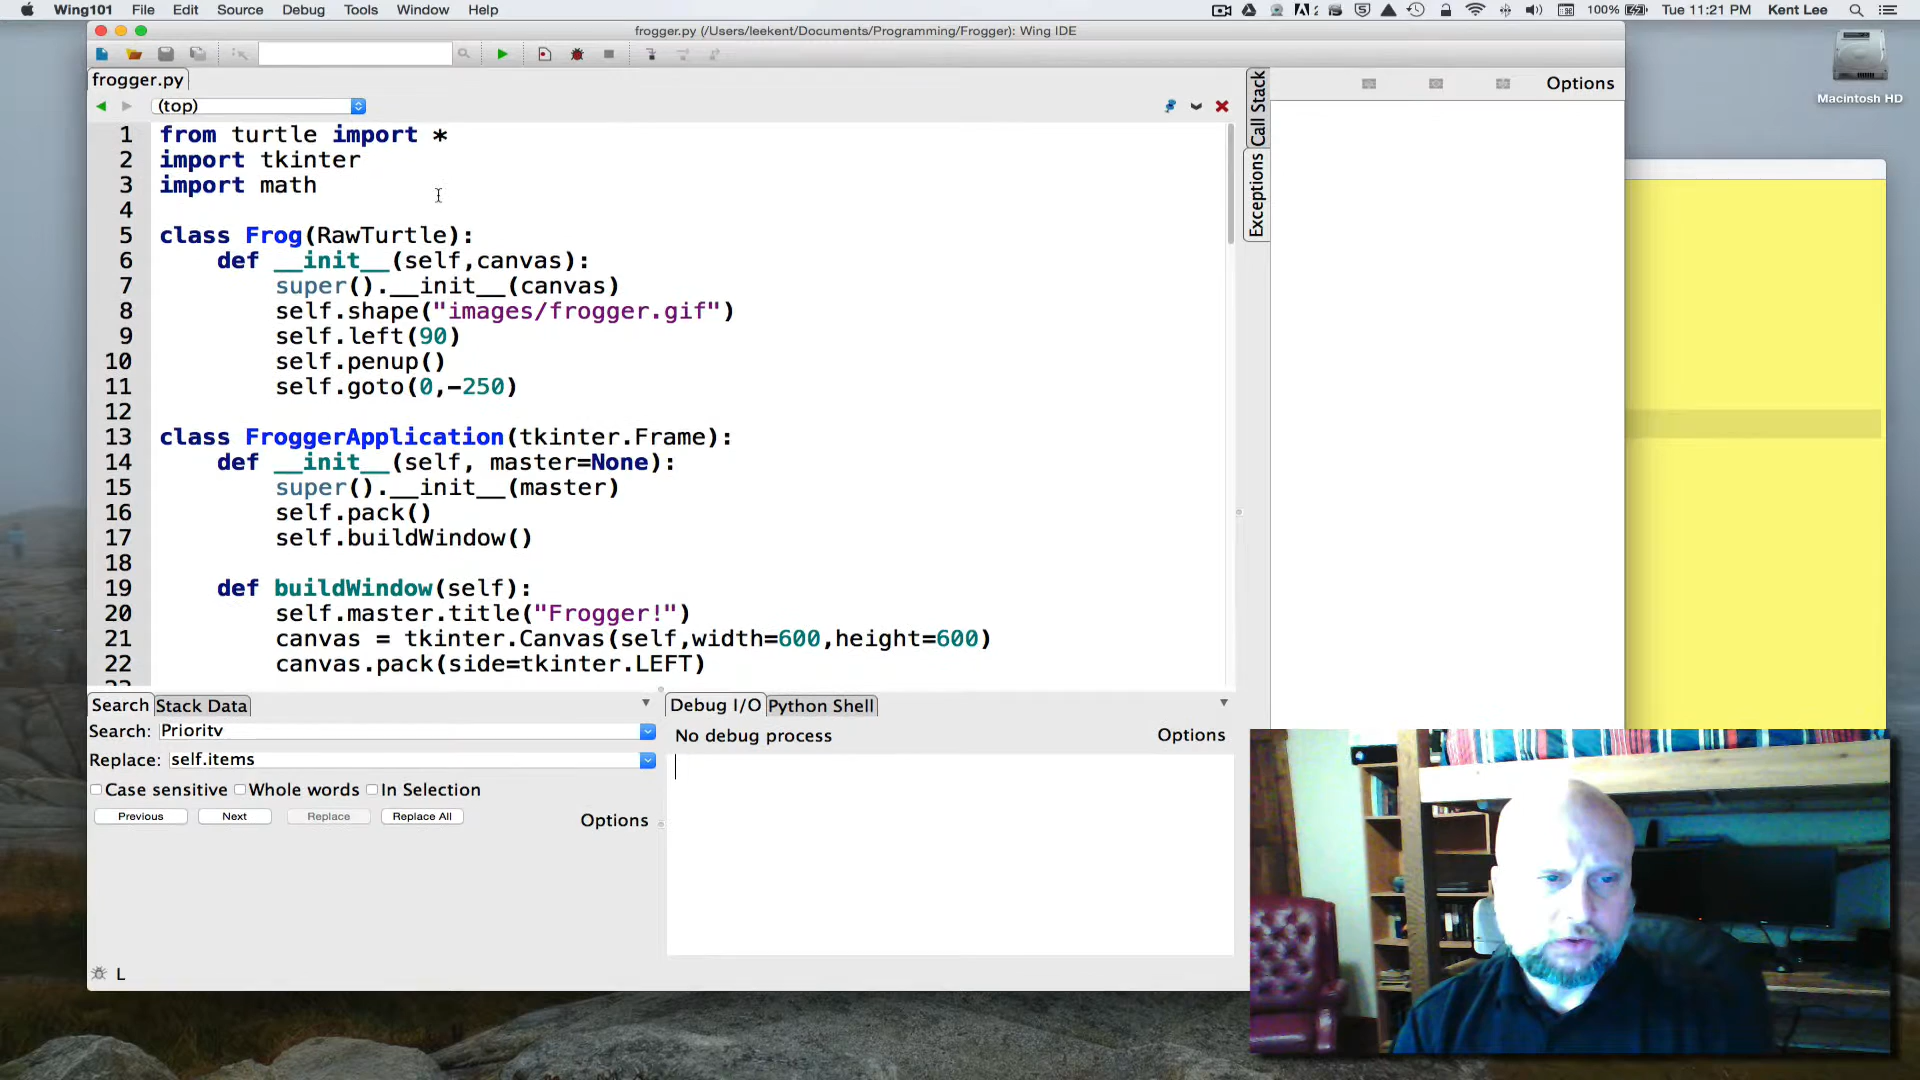 Wing101 File Edit Source Debug Tools Window Help 100% Tue 11:21 PM Kent Lee
frogger.py (/Users/leekent/Documents/Programming/Frogger): Wing IDE
Macintosh HD
frogger.py
(top)
Call Stack
Exceptions
Options
1 from turtle import *
2 import tkinter
3 import math
4
5 class Frog(RawTurtle):
6 def __init__(self,canvas):
7 super().__init__(canvas)
8 self.shape("images/frogger.gif")
9 self.left(90)
10 self.penup()
11 self.goto(0,-250)
12
13 class FroggerApplication(tkinter.Frame):
14 def __init__(self, master=None):
15 super().__init__(master)
16 self.pack()
17 self.buildWindow()
18
19 def buildWindow(self):
20 self.master.title("Frogger!")
21 canvas = tkinter.Canvas(self,width=600,height=600)
22 canvas.pack(side=tkinter.LEFT)
Search Stack Data
Search: Priority
Replace: self.items
Case sensitive Whole words In Selection
Previous Next Replace Replace All Options
L
Debug I/O Python Shell
No debug process Options